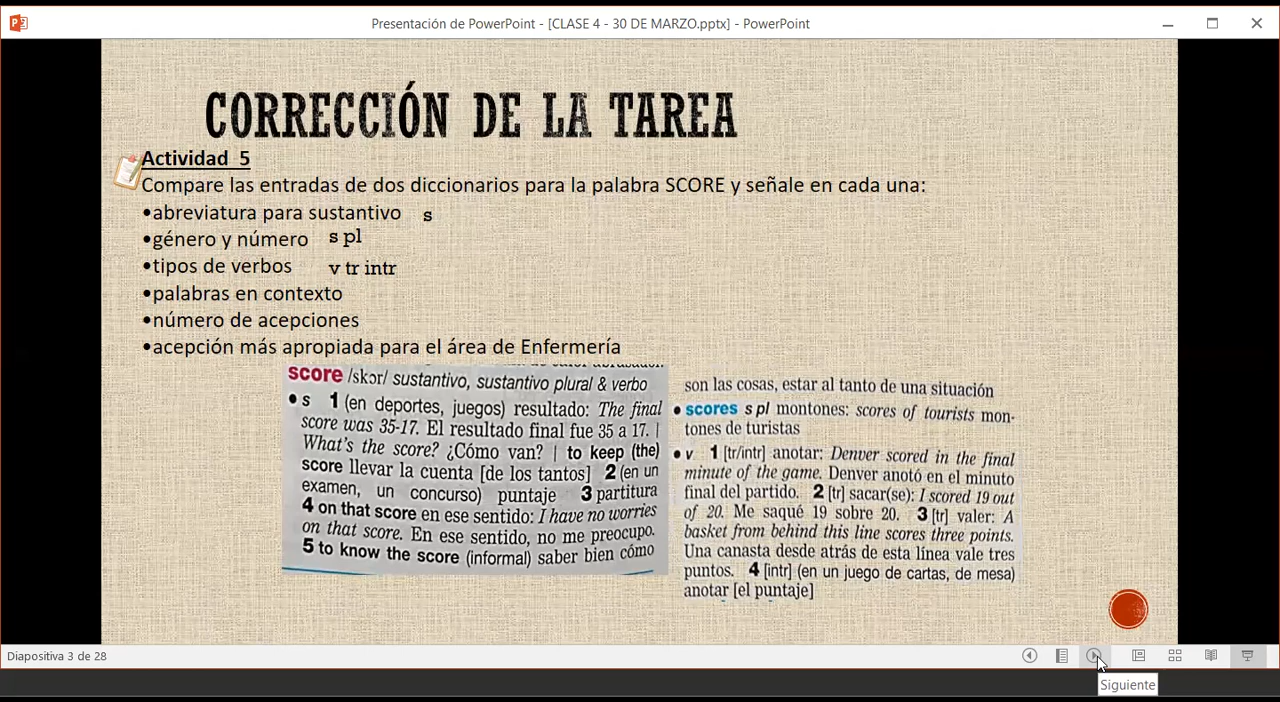 Presentación de PowerPoint - [CLASE 4 - 30 DE MARZO.pptx] - PowerPoint
CORRECCIÓN DE LA TAREA
Actividad 5
Compare las entradas de dos diccionarios para la palabra SCORE y señale en cada una:
•abreviatura para sustantivo s
•género y número s pl
•tipos de verbos v tr intr
•palabras en contexto
•número de acepciones
•acepción más apropiada para el área de Enfermería
score /skɔr/ sustantivo, sustantivo plural & verbo
• s 1 (en deportes, juegos) resultado: The final
score was 35-17. El resultado final fue 35 a 17. |
What's the score? ¿Cómo van? | to keep (the)
score llevar la cuenta [de los tantos] 2 (en un
examen, un concurso) puntaje 3 partitura
4 on that score en ese sentido: I have no worries
on that score. En ese sentido, no me preocupo.
5 to know the score (informal) saber bien cómo
son las cosas, estar al tanto de una situación
• scores s pl montones: scores of tourists mon-
tones de turistas
• v 1 [tr/intr] anotar: Denver scored in the final
minute of the game. Denver anotó en el minuto
final del partido. 2 [tr] sacar(se): I scored 19 out
of 20. Me saqué 19 sobre 20. 3 [tr] valer: A
basket from behind this line scores three points.
Una canasta desde atrás de esta línea vale tres
puntos. 4 [intr] (en un juego de cartas, de mesa)
anotar [el puntaje]
Diapositiva 3 de 28
Siguiente